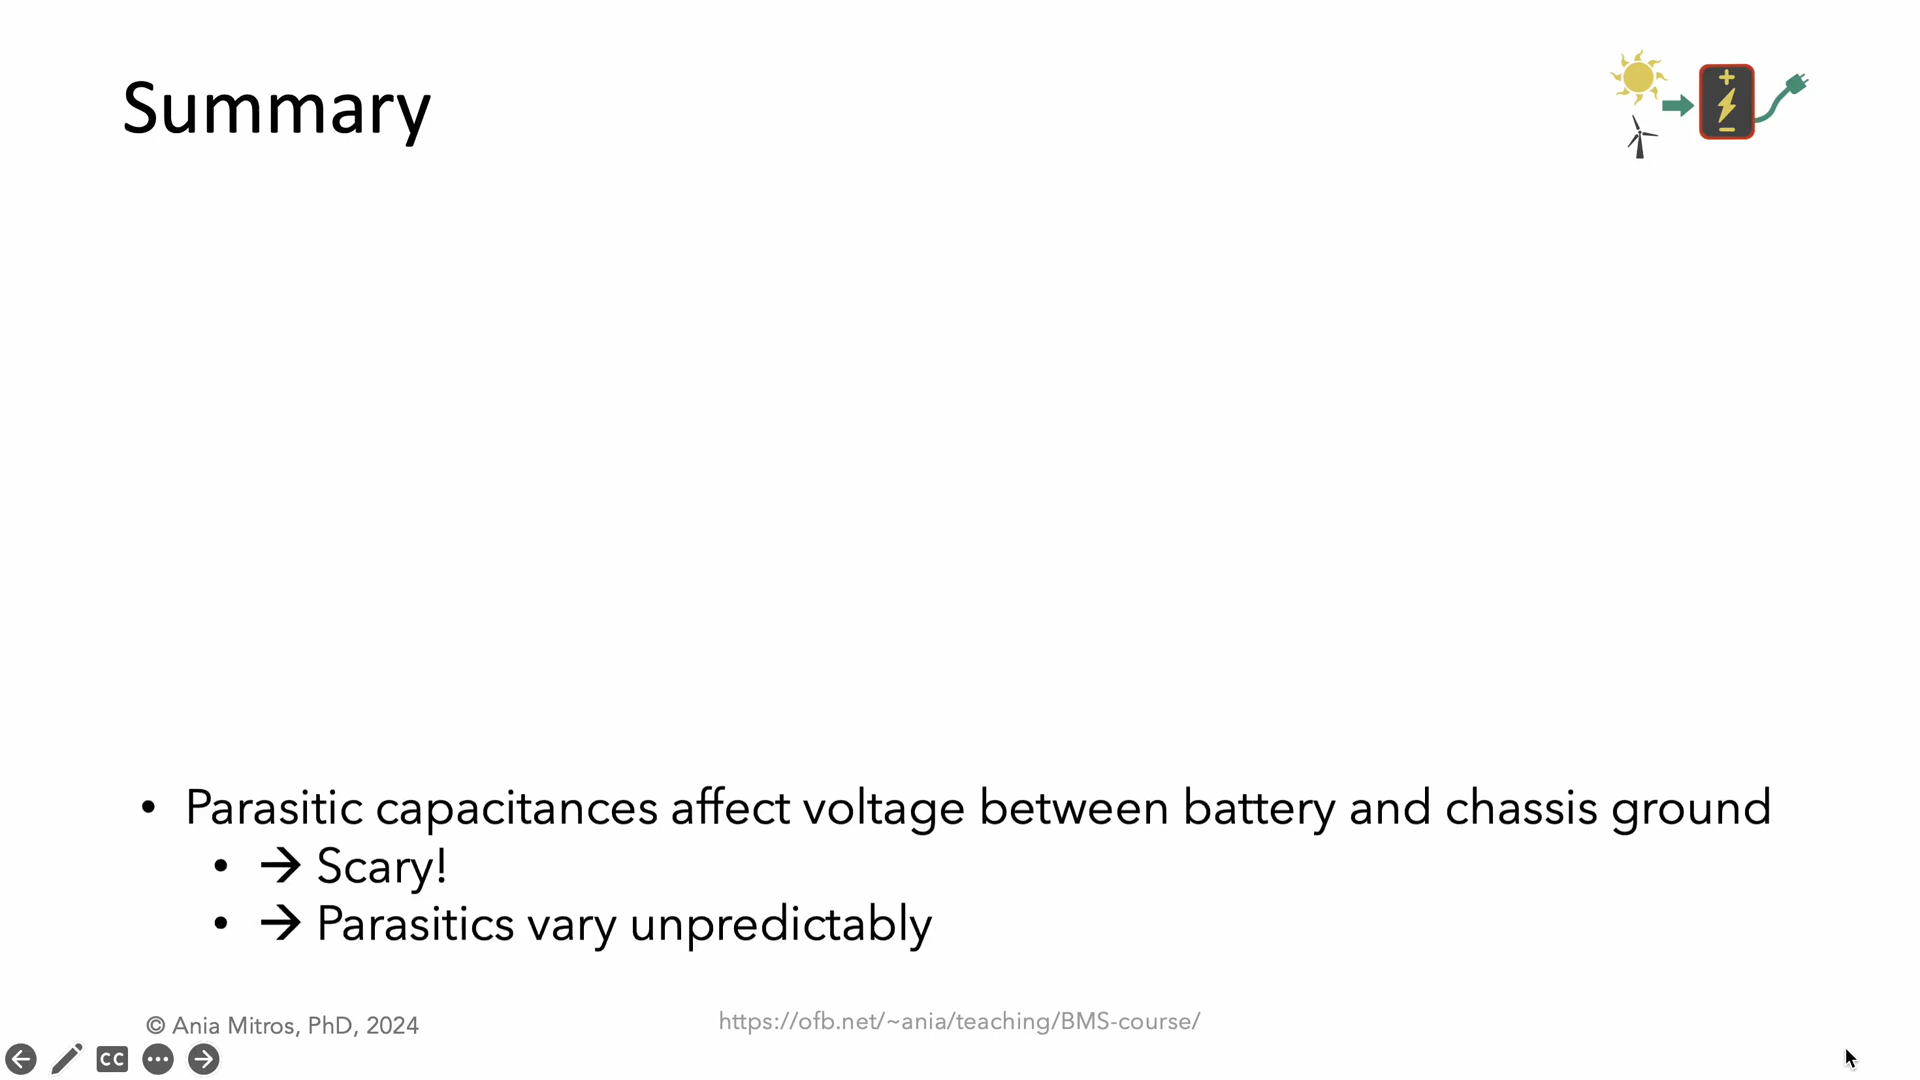 Summary
• Parasitic capacitances affect voltage between battery and chassis ground
• → Scary!
• → Parasitics vary unpredictably
© Ania Mitros, PhD, 2024
https://ofb.net/~ania/teaching/BMS-course/
CC